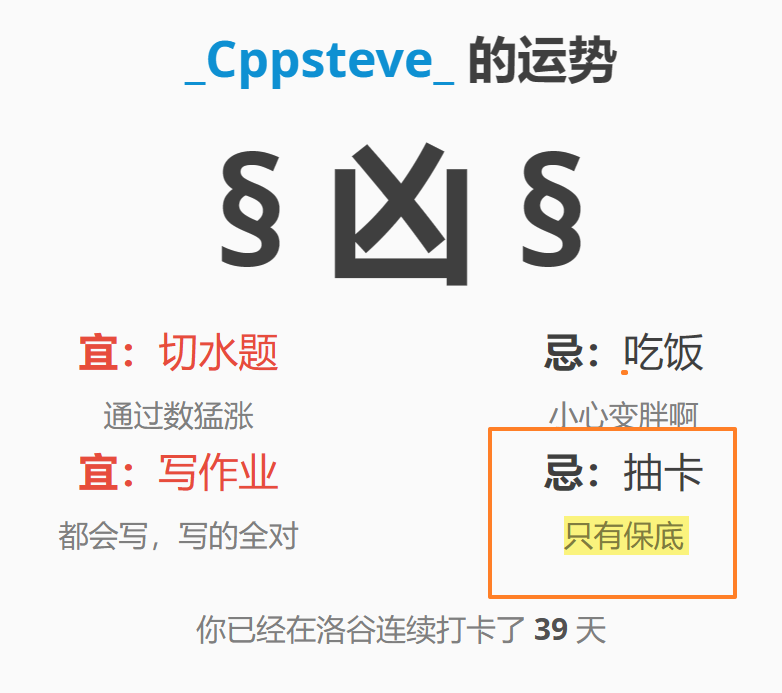 _Cppsteve_ 的运势
§ 凶 §
宜：切水题
忌：吃饭
通过数猛涨
小心变胖啊
宜：写作业
忌：抽卡
都会写，写的全对
只有保底
你已经在洛谷连续打卡了 39 天